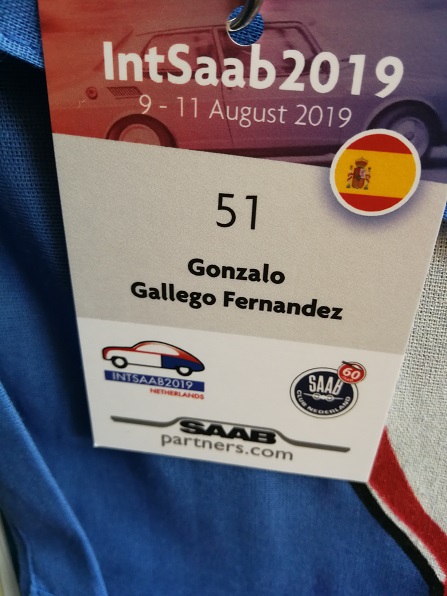 IntSaab2019
9 - 11 August 2019
51
Gonzalo
Gallego Fernandez
INTSAAB2019
NETHERLANDS
60
SAAB
CLUB NEDERLAND
SAAB
partners.com